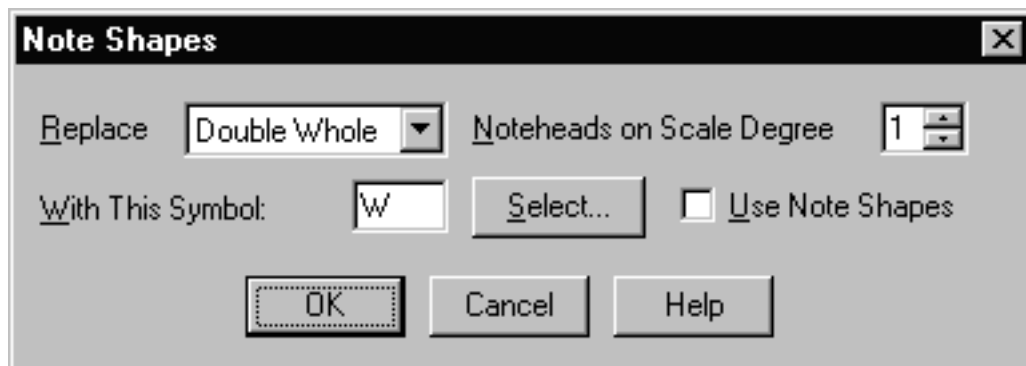 Note Shapes
Replace Double Whole Noteheads on Scale Degree 1
With This Symbol: W Select... Use Note Shapes
OK Cancel Help